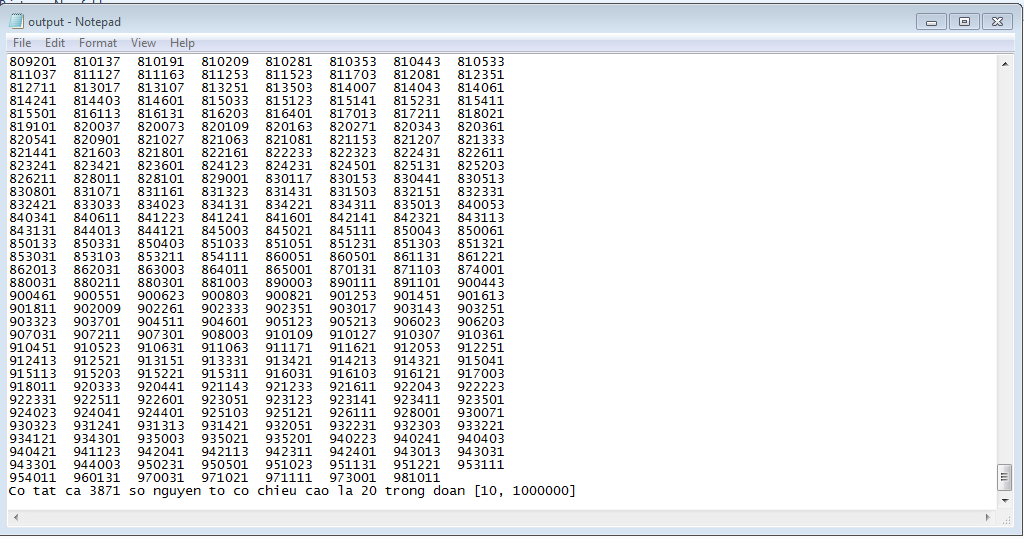 output - Notepad
File Edit Format View Help
809201 810137 810191 810209 810281 810353 810443 810533
811037 811127 811163 811253 811523 811703 812081 812351
812711 813017 813107 813251 813503 814007 814043 814061
814241 814403 814601 815033 815123 815141 815231 815411
815501 816113 816131 816203 816401 817013 817211 818021
819101 820037 820073 820109 820163 820271 820343 820361
820541 820901 821027 821063 821081 821153 821207 821333
821441 821603 821801 822161 822233 822323 822431 822611
823241 823421 823601 824123 824231 824501 825131 825203
826211 828011 828101 829001 830117 830153 830441 830513
830801 831071 831161 831323 831431 831503 832151 832331
832421 833033 834023 834131 834221 834311 835013 840053
840341 840611 841223 841241 841601 842141 842321 843113
843131 844013 844121 845003 845021 845111 850043 850061
850133 850331 850403 851033 851051 851231 851303 851321
853031 853103 853211 854111 860051 860501 861131 861221
862013 862031 863003 864011 865001 870131 871103 874001
880031 880211 880301 881003 890003 890111 891101 900443
900461 900551 900623 900803 900821 901253 901451 901613
901811 902009 902261 902333 902351 903017 903143 903251
903323 903701 904511 904601 905123 905213 906023 906203
907031 907211 907301 908003 910109 910127 910307 910361
910451 910523 910631 911063 911171 911621 912053 912251
912413 912521 913151 913331 913421 914213 914321 915041
915113 915203 915221 915311 916031 916103 916121 917003
918011 920333 920441 921143 921233 921611 922043 922223
922331 922511 922601 923051 923123 923141 923411 923501
924023 924041 924401 925103 925121 926111 928001 930071
930323 931241 931313 931421 932051 932231 932303 933221
934121 934301 935003 935021 935201 940223 940241 940403
940421 941123 942041 942113 942311 942401 943013 943031
943301 944003 950231 950501 951023 951131 951221 953111
954011 960131 970031 971021 971111 973001 981011
Co tat ca 3871 so nguyen to co chieu cao la 20 trong doan [10, 1000000]